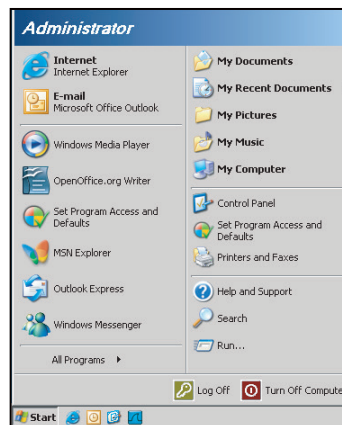 Administrator
Internet
Internet Explorer
E-mail
Microsoft Office Outlook
Windows Media Player
OpenOffice.org Writer
Set Program Access and
Defaults
MSN Explorer
Outlook Express
Windows Messenger
All Programs
My Documents
My Recent Documents
My Pictures
My Music
My Computer
Control Panel
Set Program Access and
Defaults
Printers and Faxes
Help and Support
Search
Run...
Log Off
Turn Off Compute
Start